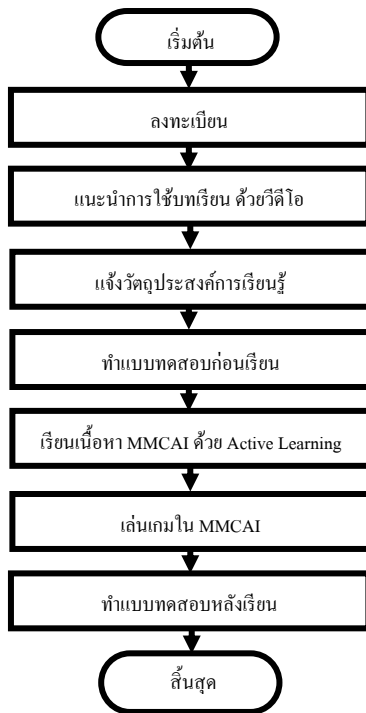 เริ่มต้น
ลงทะเบียน
แนะนำการใช้บทเรียน ด้วยวีดีโอ
แจ้งวัตถุประสงค์การเรียนรู้
ทำแบบทดสอบก่อนเรียน
เรียนเนื้อหา MMCAI ด้วย Active Learning
เล่นเกมใน MMCAI
ทำแบบทดสอบหลังเรียน
สิ้นสุด